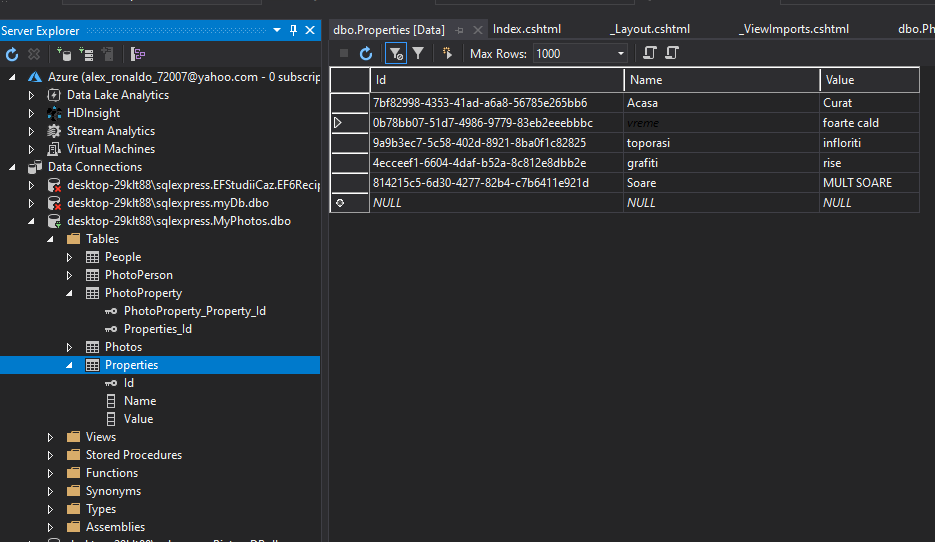 Server Explorer
Azure (alex_ronaldo_72007@yahoo.com - 0 subscrip
Data Lake Analytics
HDInsight
Stream Analytics
Virtual Machines
Data Connections
desktop-29klt88\sqlexpress.EFStudiiCaz.EF6Recip
desktop-29klt88\sqlexpress.myDb.dbo
desktop-29klt88\sqlexpress.MyPhotos.dbo
Tables
People
PhotoPerson
PhotoProperty
PhotoProperty_Property_Id
Properties_Id
Photos
Properties
Id
Name
Value
Views
Stored Procedures
Functions
Synonyms
Types
Assemblies
dbo.Properties [Data] Index.cshtml _Layout.cshtml _ViewImports.cshtml dbo.Ph
Max Rows: 1000
Id Name Value
7bf82998-4353-41ad-a6a8-56785e265bb6 Acasa Curat
0b78bb07-51d7-4986-9779-83eb2eeebbbc vreme foarte cald
9a9b3ec7-5c58-402d-8921-8ba0f1c82825 toporasi infloriti
4ecceef1-6604-4daf-b52a-8c812e8dbb2e grafiti rise
814215c5-6d30-4277-82b4-c7b6411e921d Soare MULT SOARE
NULL NULL NULL